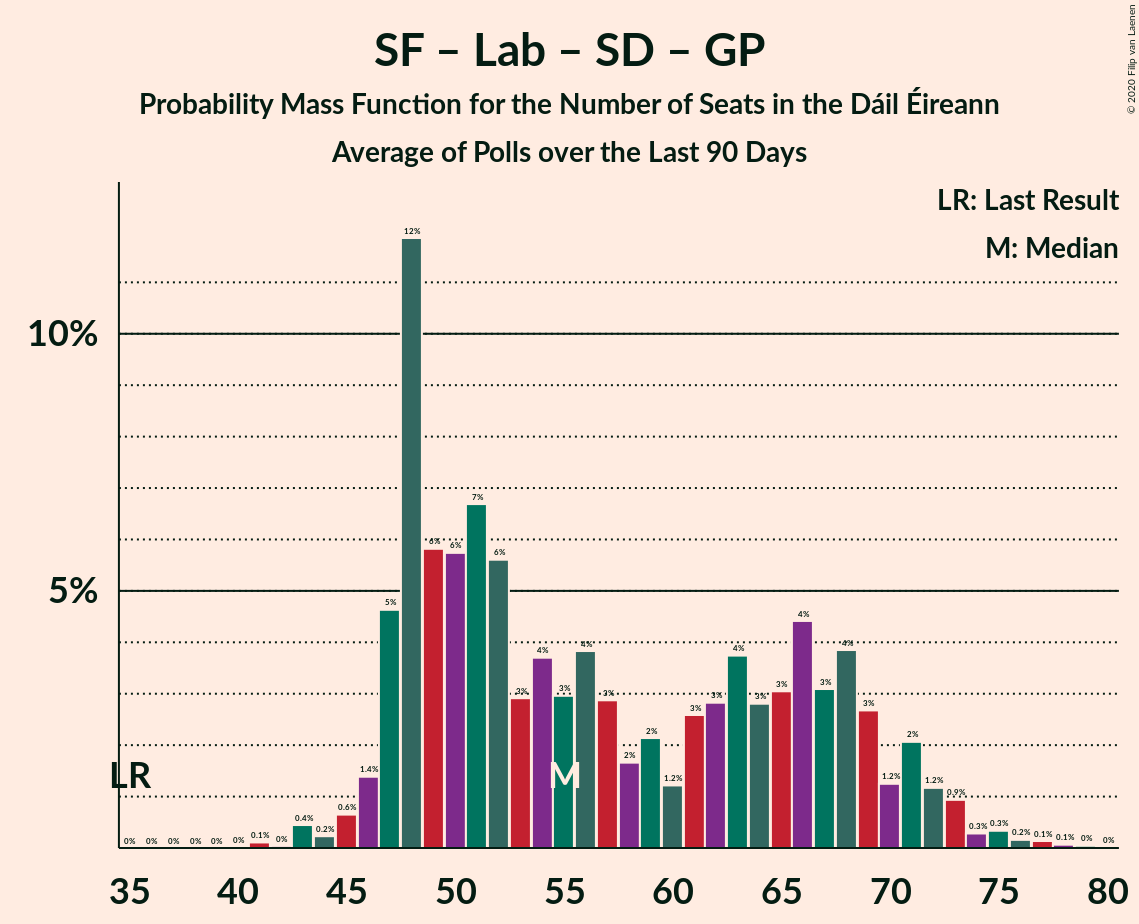 SF – Lab – SD – GP
Probability Mass Function for the Number of Seats in the Dáil Éireann
Average of Polls over the Last 90 Days
© 2020 Filip van Laenen
LR: Last Result
M: Median
10%
5%
LR
M
0% 0% 0% 0% 0% 0% 0.1% 0% 0.4% 0.2% 0.6% 1.4% 5% 12% 6% 6% 7% 6% 3% 4% 3% 4% 3% 2% 2% 1.2% 3% 3% 4% 3% 3% 4% 3% 4% 3% 1.2% 2% 1.2% 0.9% 0.3% 0.3% 0.2% 0.1% 0.1% 0% 0%
35 40 45 50 55 60 65 70 75 80